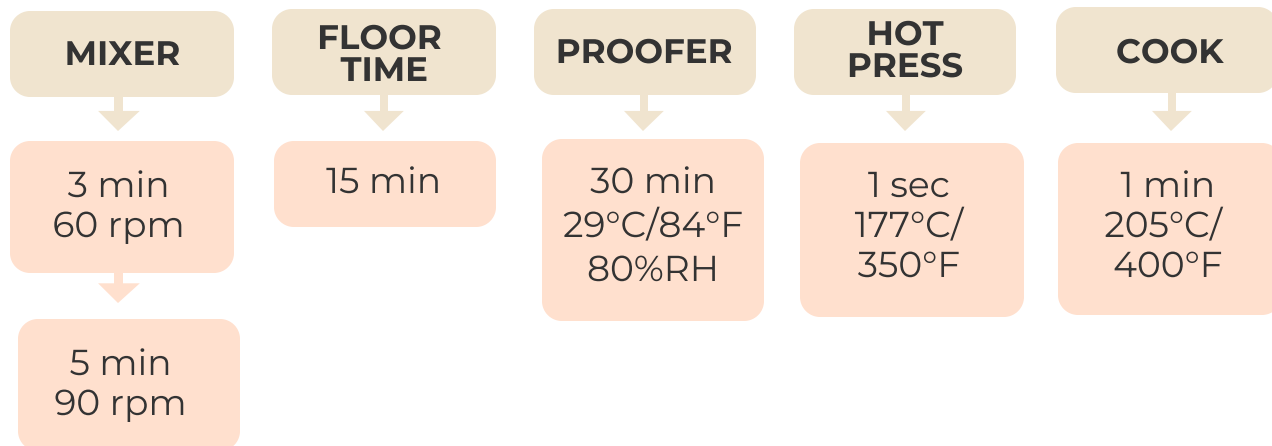 MIXER
3 min
60 rpm
5 min
90 rpm
FLOOR
TIME
15 min
PROOFER
30 min
29°C/84°F
80%RH
HOT
PRESS
1 sec
177°C/
350°F
COOK
1 min
205°C/
400°F